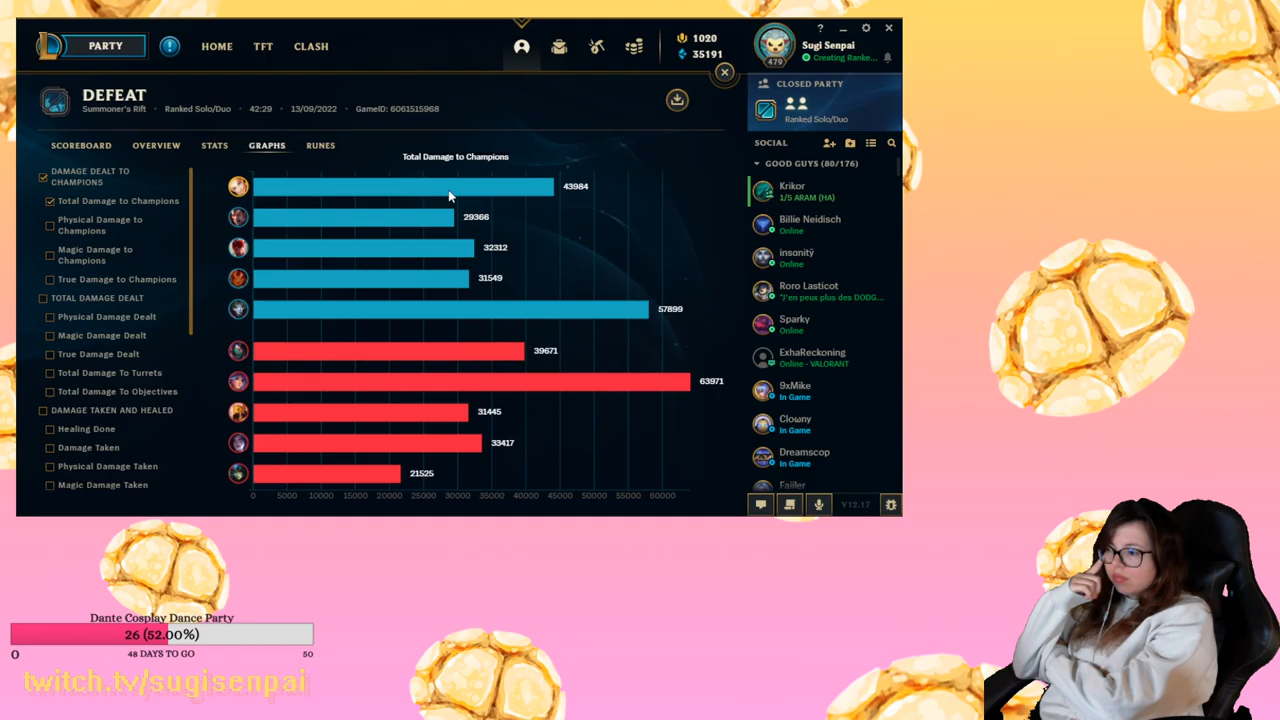 PARTY
HOME
TFT
CLASH
1020
35191
479
Sugi Senpai
Creating Ranke...
DEFEAT
Summoner's Rift
Ranked Solo/Duo
42:29
13/09/2022
GameID: 6061515968
CLOSED PARTY
Ranked Solo/Duo
SOCIAL
SCOREBOARD
OVERVIEW
STATS
GRAPHS
RUNES
DAMAGE DEALT TO
CHAMPIONS
Total Damage to Champions
Physical Damage to
Champions
Magic Damage to
Champions
True Damage to Champions
TOTAL DAMAGE DEALT
Physical Damage Dealt
Magic Damage Dealt
True Damage Dealt
Total Damage To Turrets
Total Damage To Objectives
DAMAGE TAKEN AND HEALED
Healing Done
Damage Taken
Physical Damage Taken
Magic Damage Taken
Total Damage to Champions
43984
29366
32312
31549
57899
39671
63971
31445
33417
21525
0 5000 10000 15000 20000 25000 30000 35000 40000 45000 50000 55000 60000
GOOD GUYS (80/176)
Krikor
1/5 ARAM (HA)
Billie Neidisch
Online
insanitÿ
Online
Roro Lasticot
"J'en peux plus des DODG...
Sparky
Online
ExhaReckoning
Online - VALORANT
9xMike
In Game
Cloωny
In Game
Dreamscop
In Game
V12.17
Dante Cosplay Dance Party
26 (52.00%)
0
48 DAYS TO GO
50
twitch.tv/sugisenpai